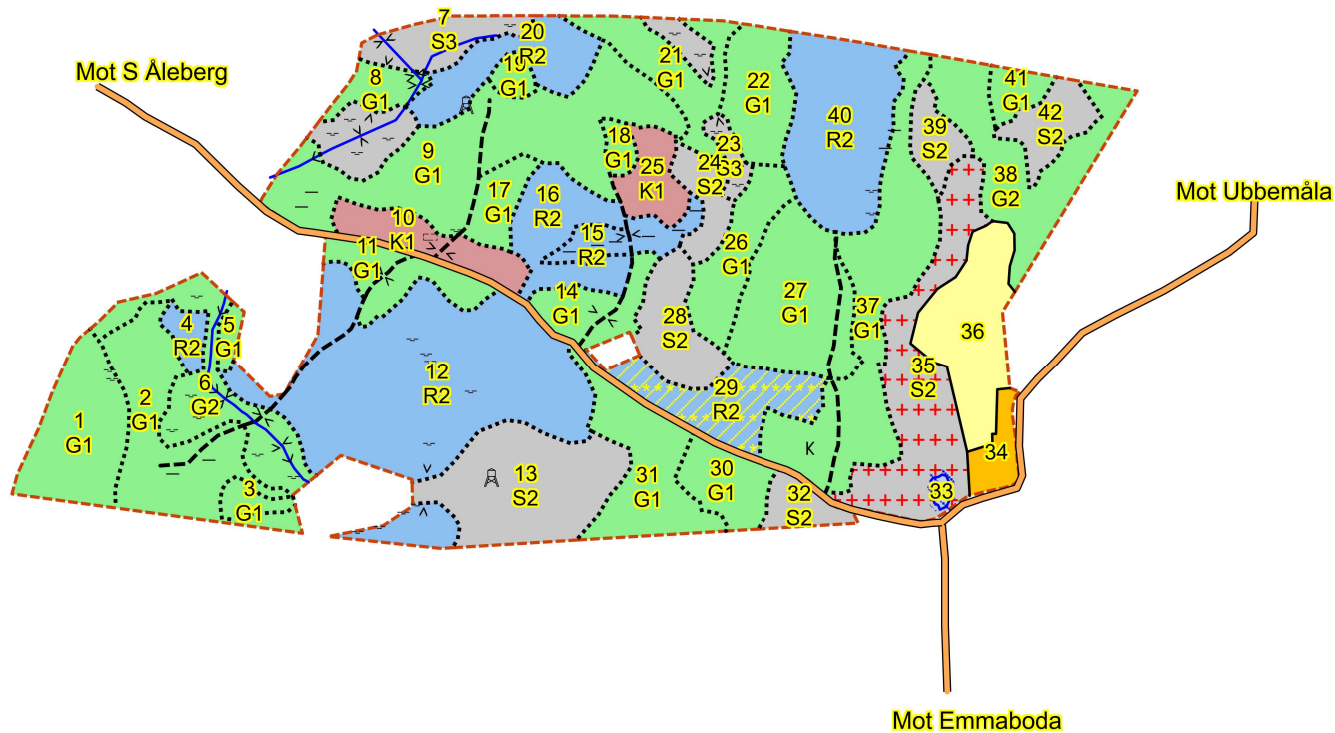 7
S3
20
R2
Mot S Åleberg
8
G1
19
G1
21
G1
22
G1
41
G1
42
S2
40
R2
39
S2
9
G1
18
G1
25
K1
23
S3
24
S2
38
G2
Mot Ubbemåla
17
G1
16
R2
10
K1
11
G1
15
R2
26
G1
14
G1
27
G1
37
G1
28
S2
36
4
R2
5
G1
6
G2
12
R2
29
R2
35
S2
2
G1
1
G1
K
34
3
G1
13
S2
31
G1
30
G1
32
S2
33
Mot Emmaboda